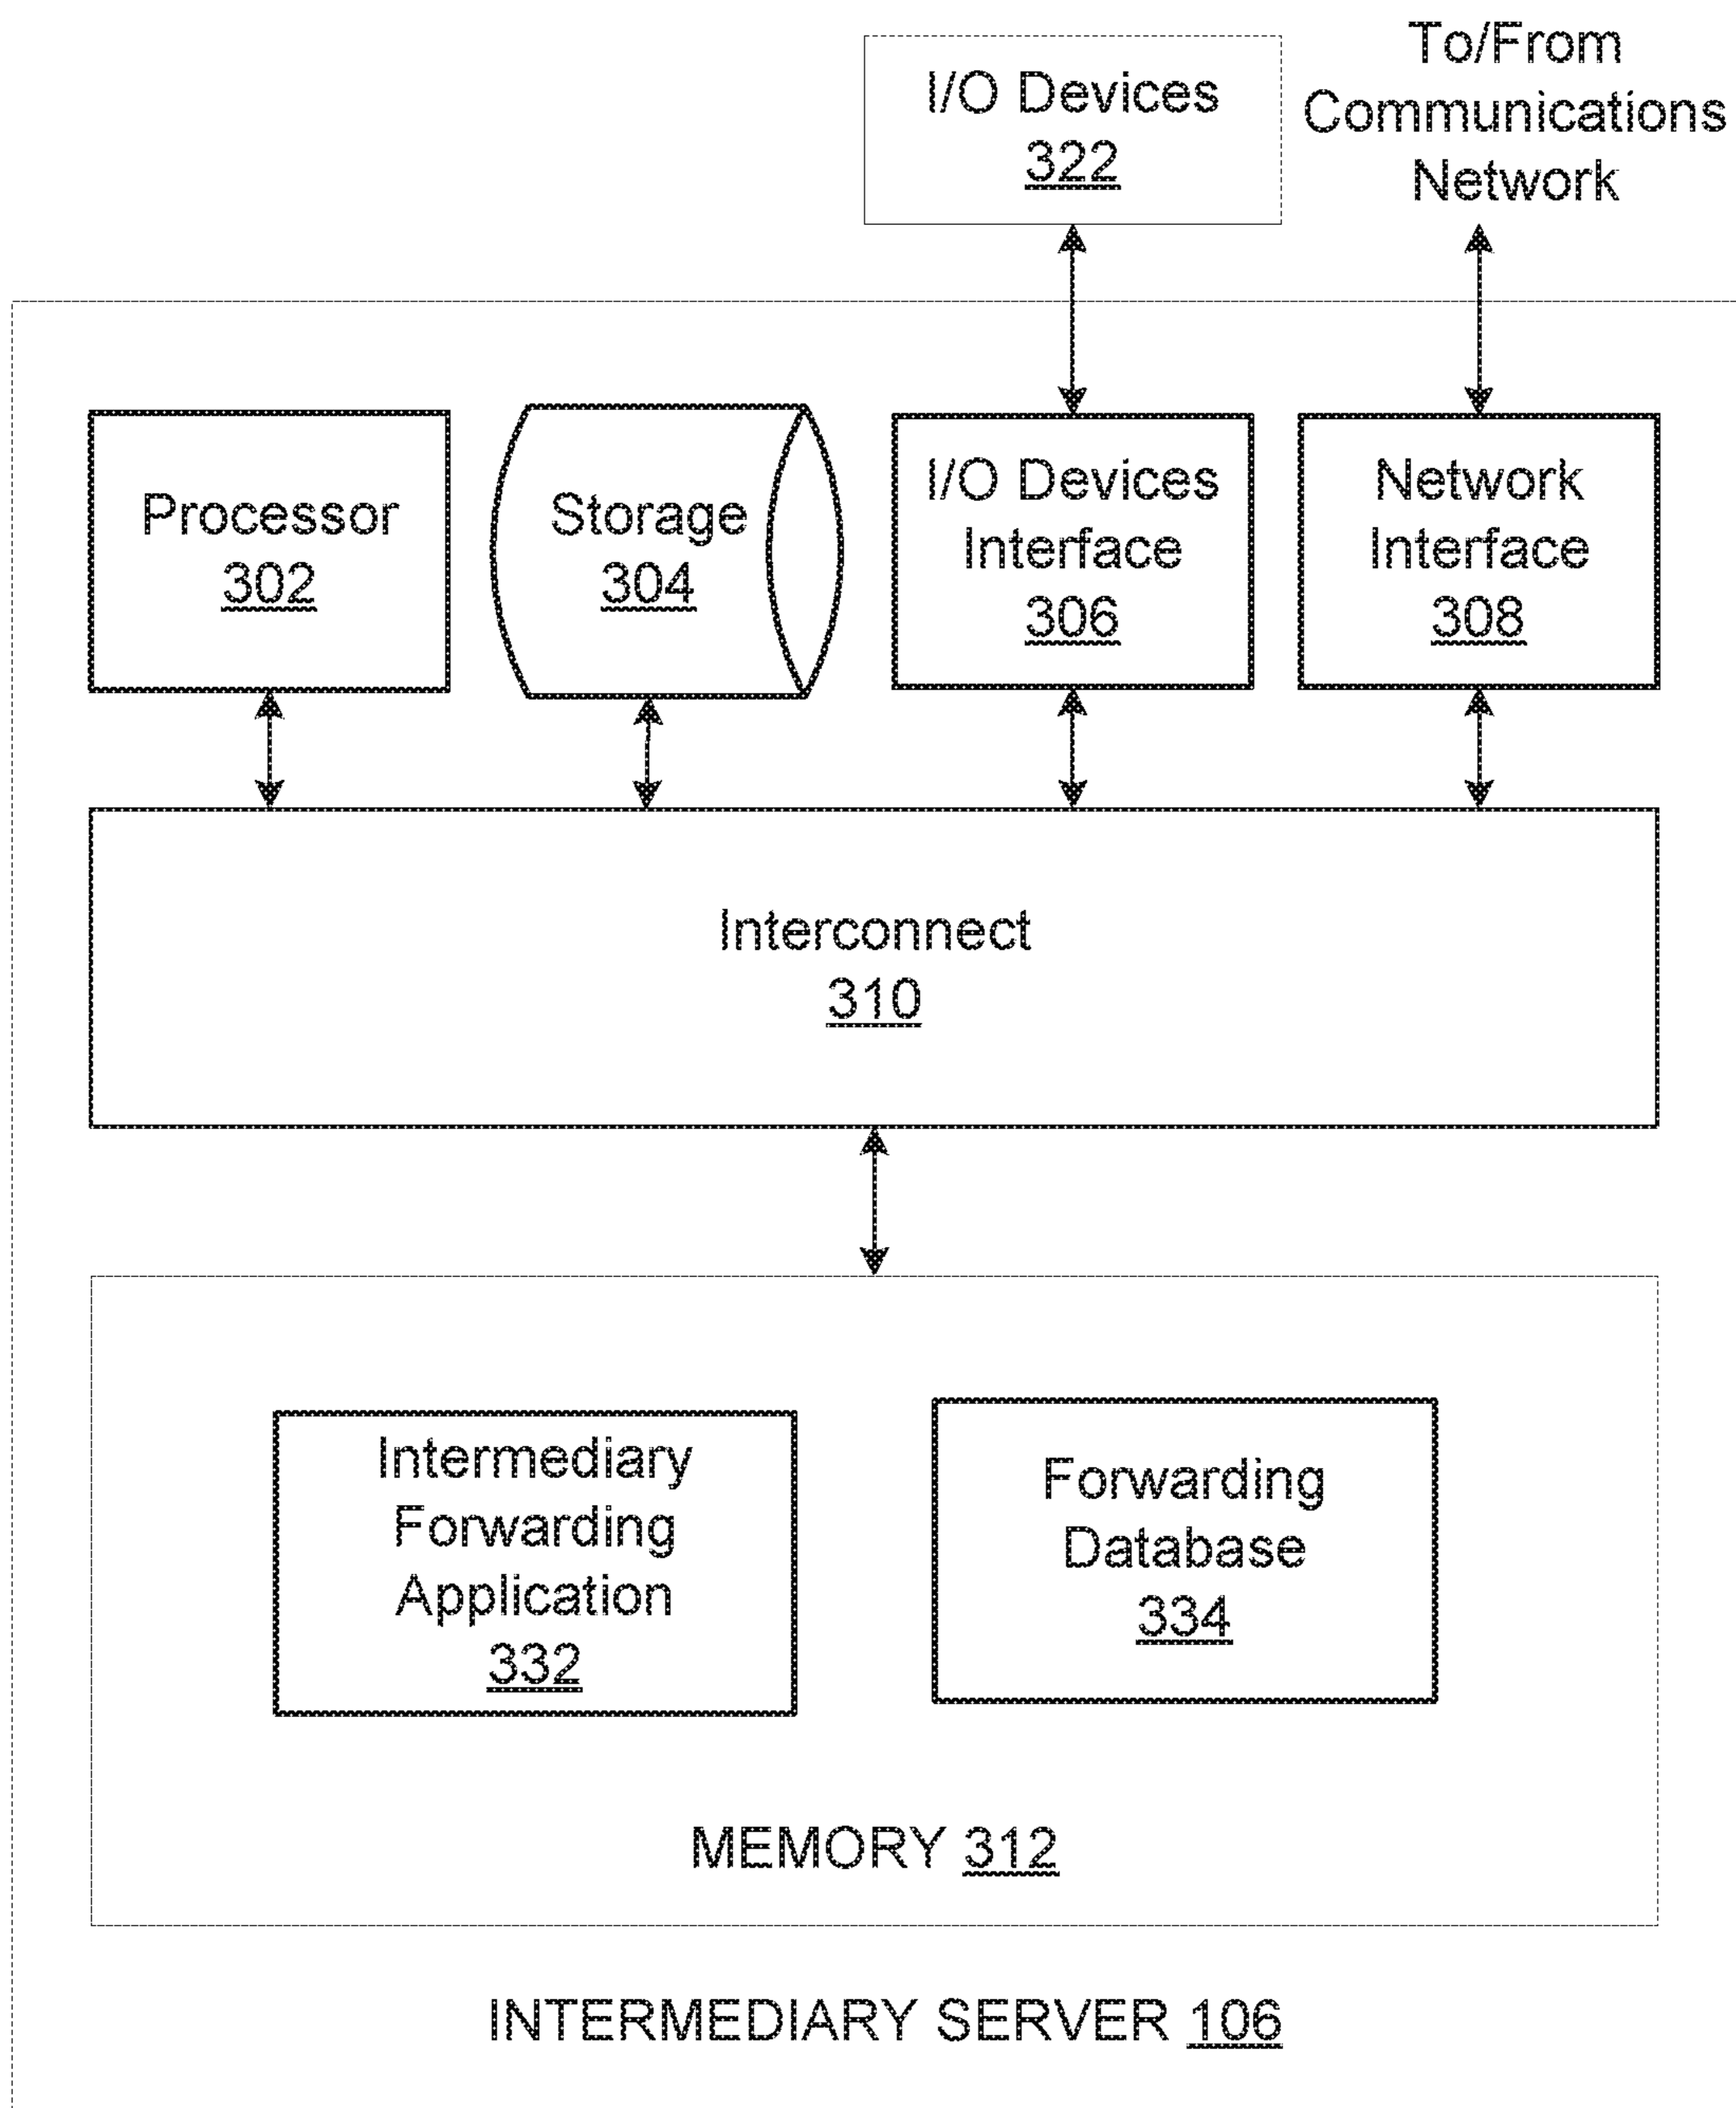 I/O Devices
322
To/From
Communications
Network
Processor
302
Storage
304
I/O Devices
Interface
306
Network
Interface
308
Interconnect
310
Intermediary
Forwarding
Application
332
Forwarding
Database
334
MEMORY 312
INTERMEDIARY SERVER 106